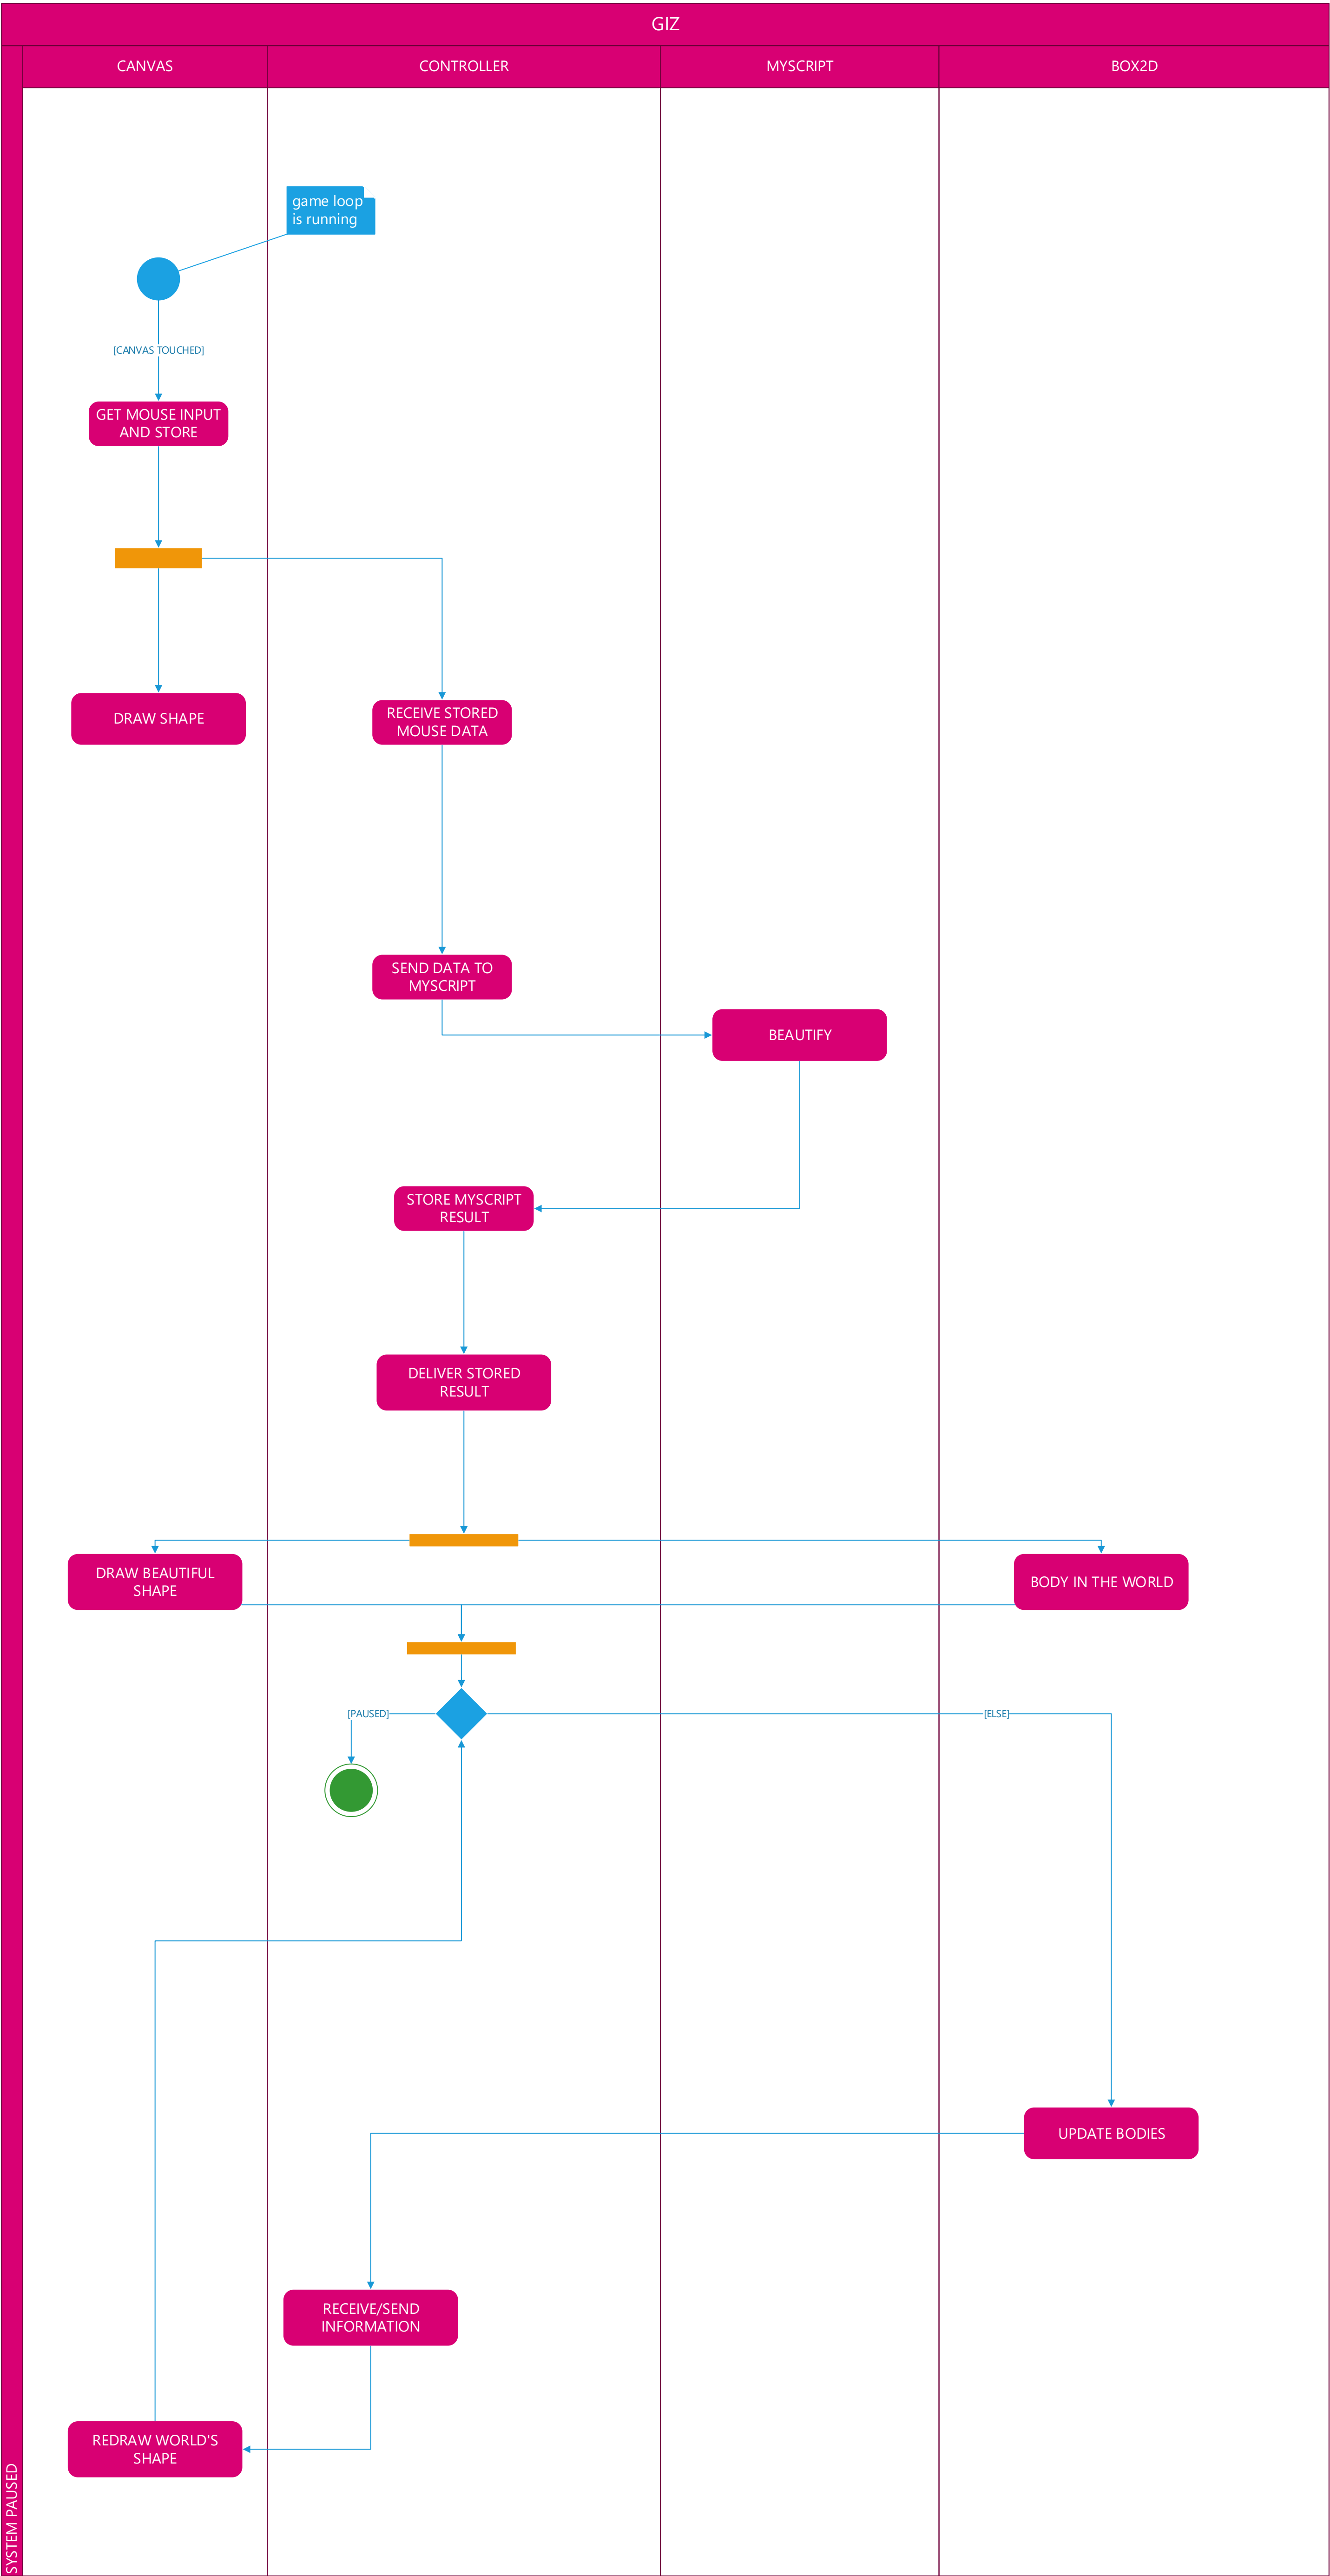 GIZ
CANVAS
CONTROLLER
MYSCRIPT
BOX2D
game loop
is running
[CANVAS TOUCHED]
GET MOUSE INPUT
AND STORE
DRAW SHAPE
RECEIVE STORED
MOUSE DATA
SEND DATA TO
MYSCRIPT
BEAUTIFY
STORE MYSCRIPT
RESULT
DELIVER STORED
RESULT
DRAW BEAUTIFUL
SHAPE
BODY IN THE WORLD
[PAUSED]
[ELSE]
UPDATE BODIES
RECEIVE/SEND
INFORMATION
REDRAW WORLD'S
SHAPE
SYSTEM PAUSED